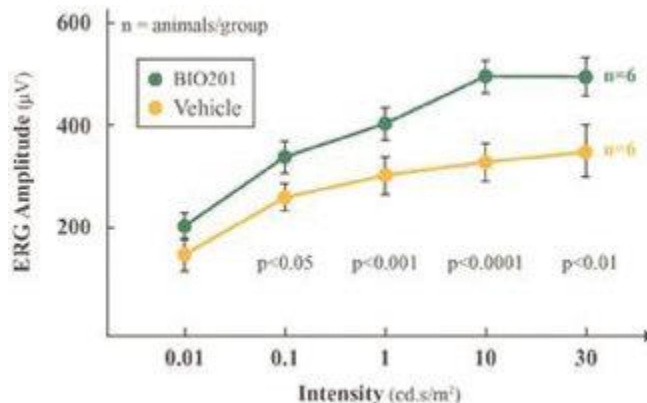 600
n = animals/group
BIO201
Vehicle
n=6
400
n=6
200
p<0.05 p<0.001 p<0.0001 p<0.01
0.01 0.1 1 10 30
ERG Amplitude (μV)
Intensity (cd.s/m²)